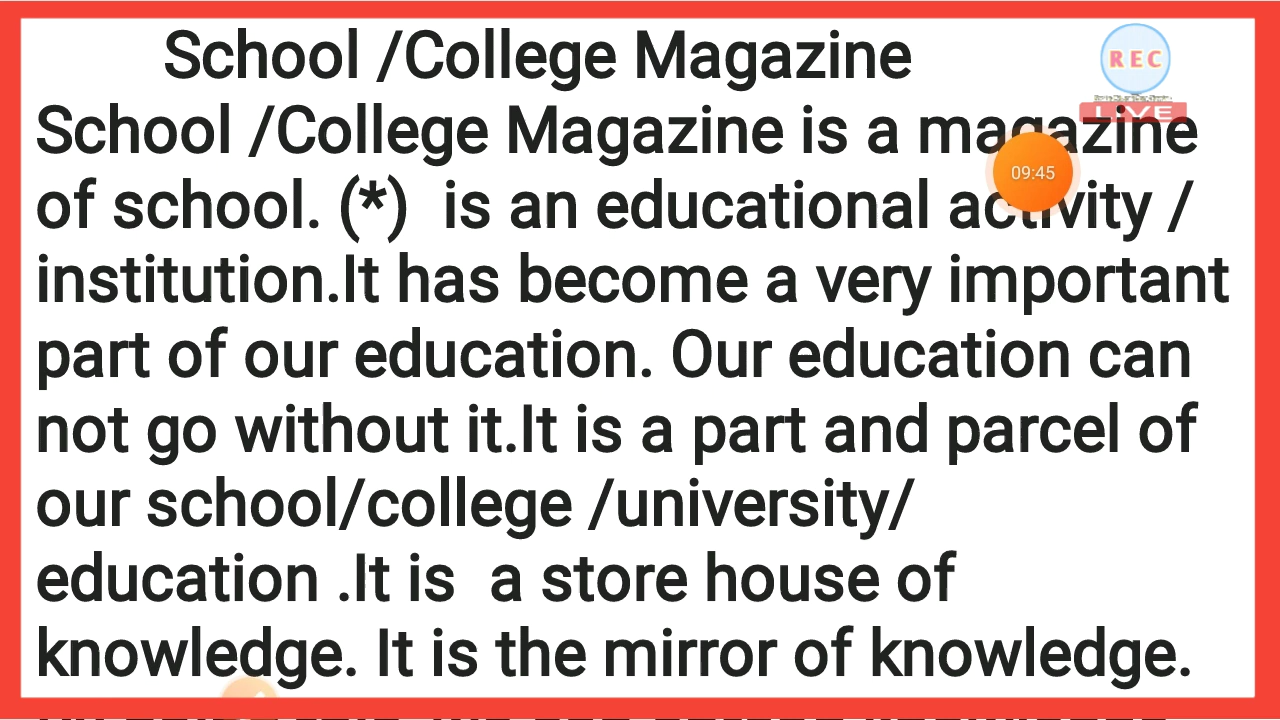 School /College Magazine
REC
LIVE
School /College Magazine is a magazine
09:45
of school. (*)  is an educational activity /
institution.It has become a very important
part of our education. Our education can
not go without it.It is a part and parcel of
our school/college /university/
education .It is  a store house of
knowledge. It is the mirror of knowledge.